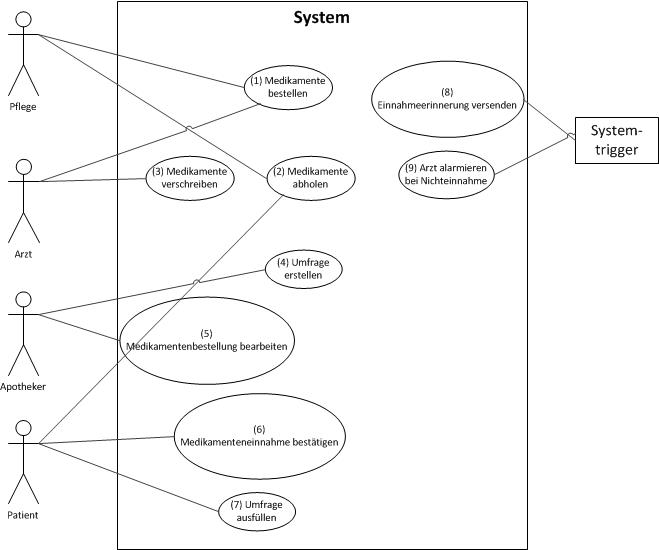 System
(1) Medikamente
bestellen
(8)
Einnahmeerinnerung versenden
Pflege
System-
trigger
(3) Medikamente
verschreiben
(2) Medikamente
abholen
(9) Arzt alarmieren
bei Nichteinnahme
Arzt
(4) Umfrage
erstellen
(5)
Medikamentenbestellung bearbeiten
Apotheker
(6)
Medikamenteneinnahme bestätigen
Patient
(7) Umfrage
ausfüllen